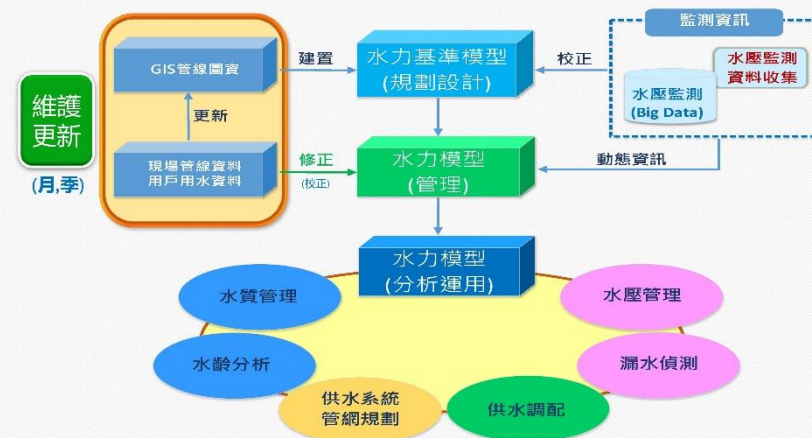 監測資訊
GIS管線圖資
建置
水力基準模型
(規劃設計)
校正
水壓監測
資料收集
水壓監測
(Big Data)
維護
更新
(月,季)
更新
現場管線資料
用戶用水資料
修正
(校正)
水力模型
(管理)
動態資訊
水力模型
(分析運用)
水質管理
水壓管理
水齡分析
漏水偵測
供水系統
管網規劃
供水調配